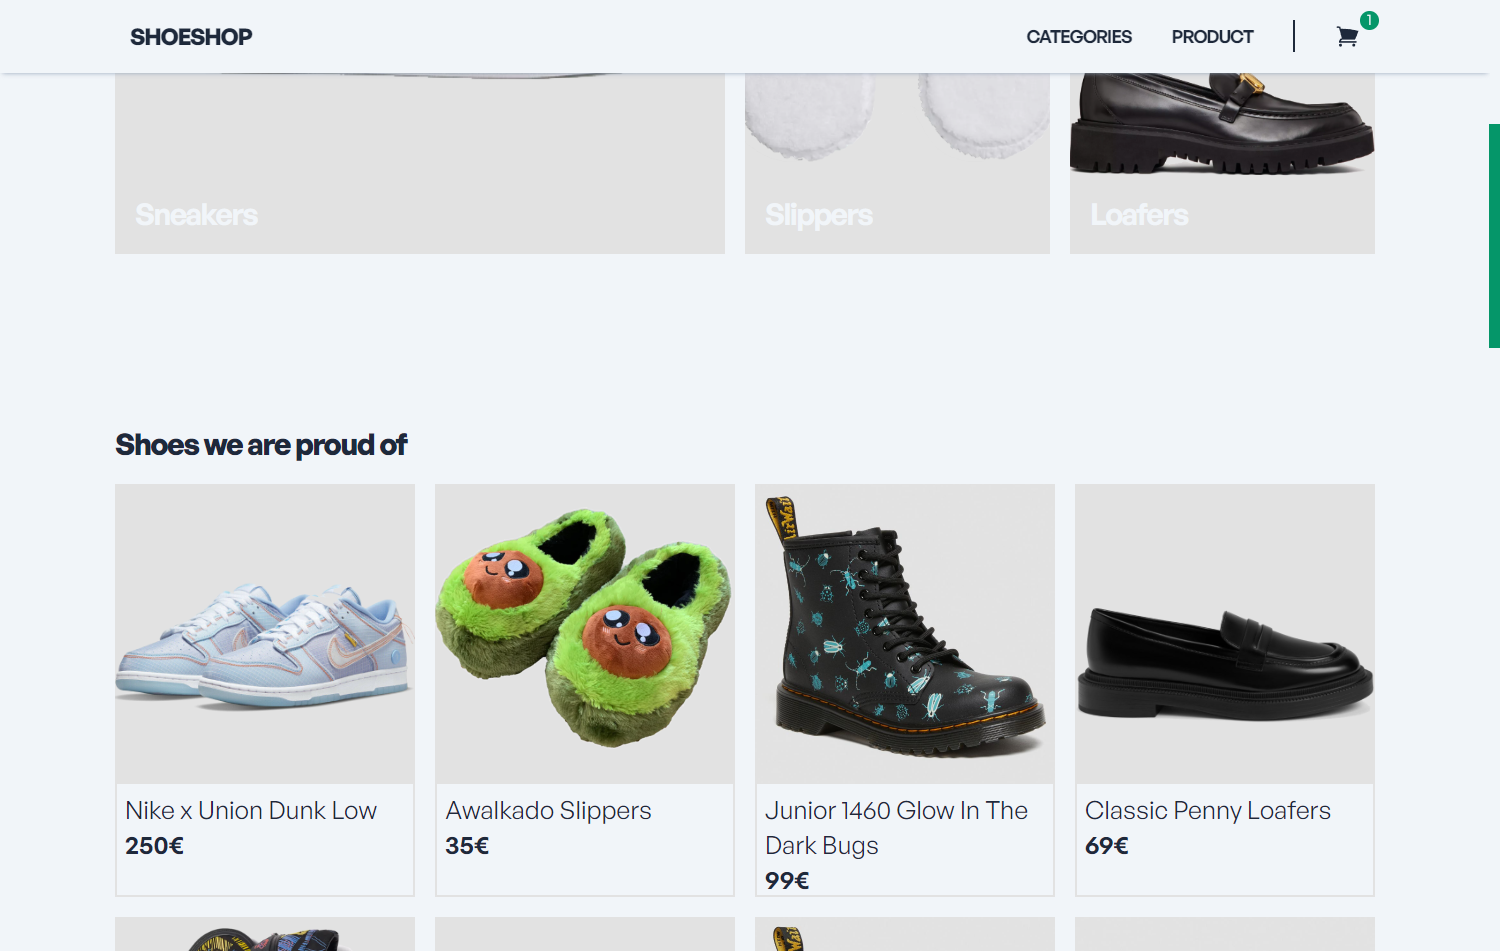 SHOESHOP
CATEGORIES
PRODUCT
1
Sneakers
Slippers
Loafers
Shoes we are proud of
Nike x Union Dunk Low
250€
Awalkado Slippers
35€
Junior 1460 Glow In The
Dark Bugs
99€
Classic Penny Loafers
69€